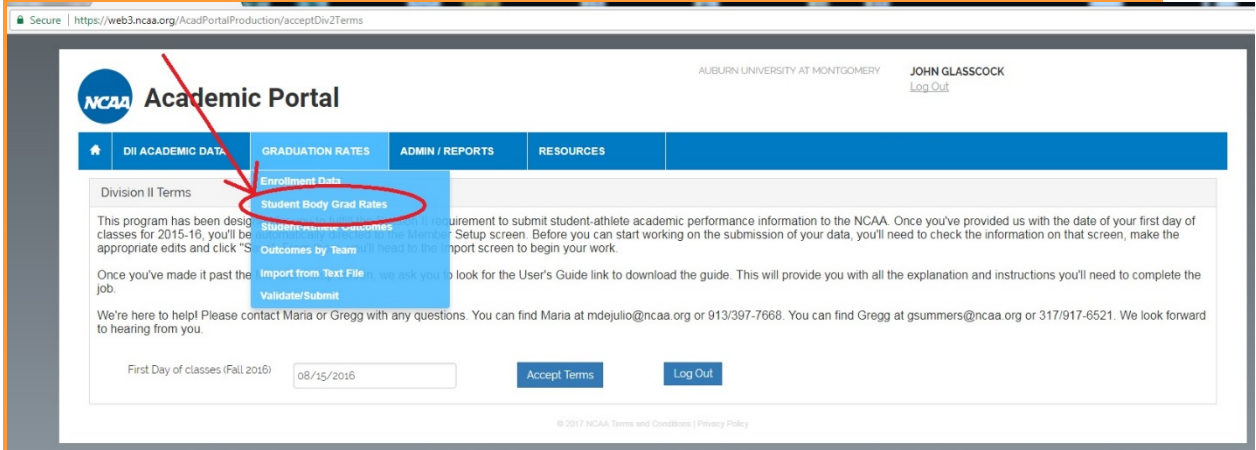 Secure | https://web3.ncaa.org/AcadPortalProduction/acceptDiv2Terms
AUBURN UNIVERSITY AT MONTGOMERY
JOHN GLASSCOCK
Log Out
NCAA Academic Portal
DII ACADEMIC DATA GRADUATION RATES ADMIN / REPORTS RESOURCES
Enrollment Data
Student Body Grad Rates
Student-Athlete Outcomes
Outcomes by Team
Import from Text File
Validate/Submit
Division II Terms
This program has been desig requirement to submit student-athlete academic performance information to the NCAA. Once you've provided us with the date of your first day of
classes for 2015-16, you'll be Setup screen. Before you can start working on the submission of your data, you'll need to check the information on that screen, make the
appropriate edits and click "S import screen to begin your work.
Once you've made it past the we ask you to look for the User's Guide link to download the guide. This will provide you with all the explanation and instructions you'll need to complete the
job.
We're here to help! Please contact Maria or Gregg with any questions. You can find Maria at mdejulio@ncaa.org or 913/397-7668. You can find Gregg at gsummers@ncaa.org or 317/917-6521. We look forward
to hearing from you.
First Day of classes (Fall 2016) 08/15/2016 Accept Terms Log Out
© 2017 NCAA Terms and Conditions | Privacy Policy